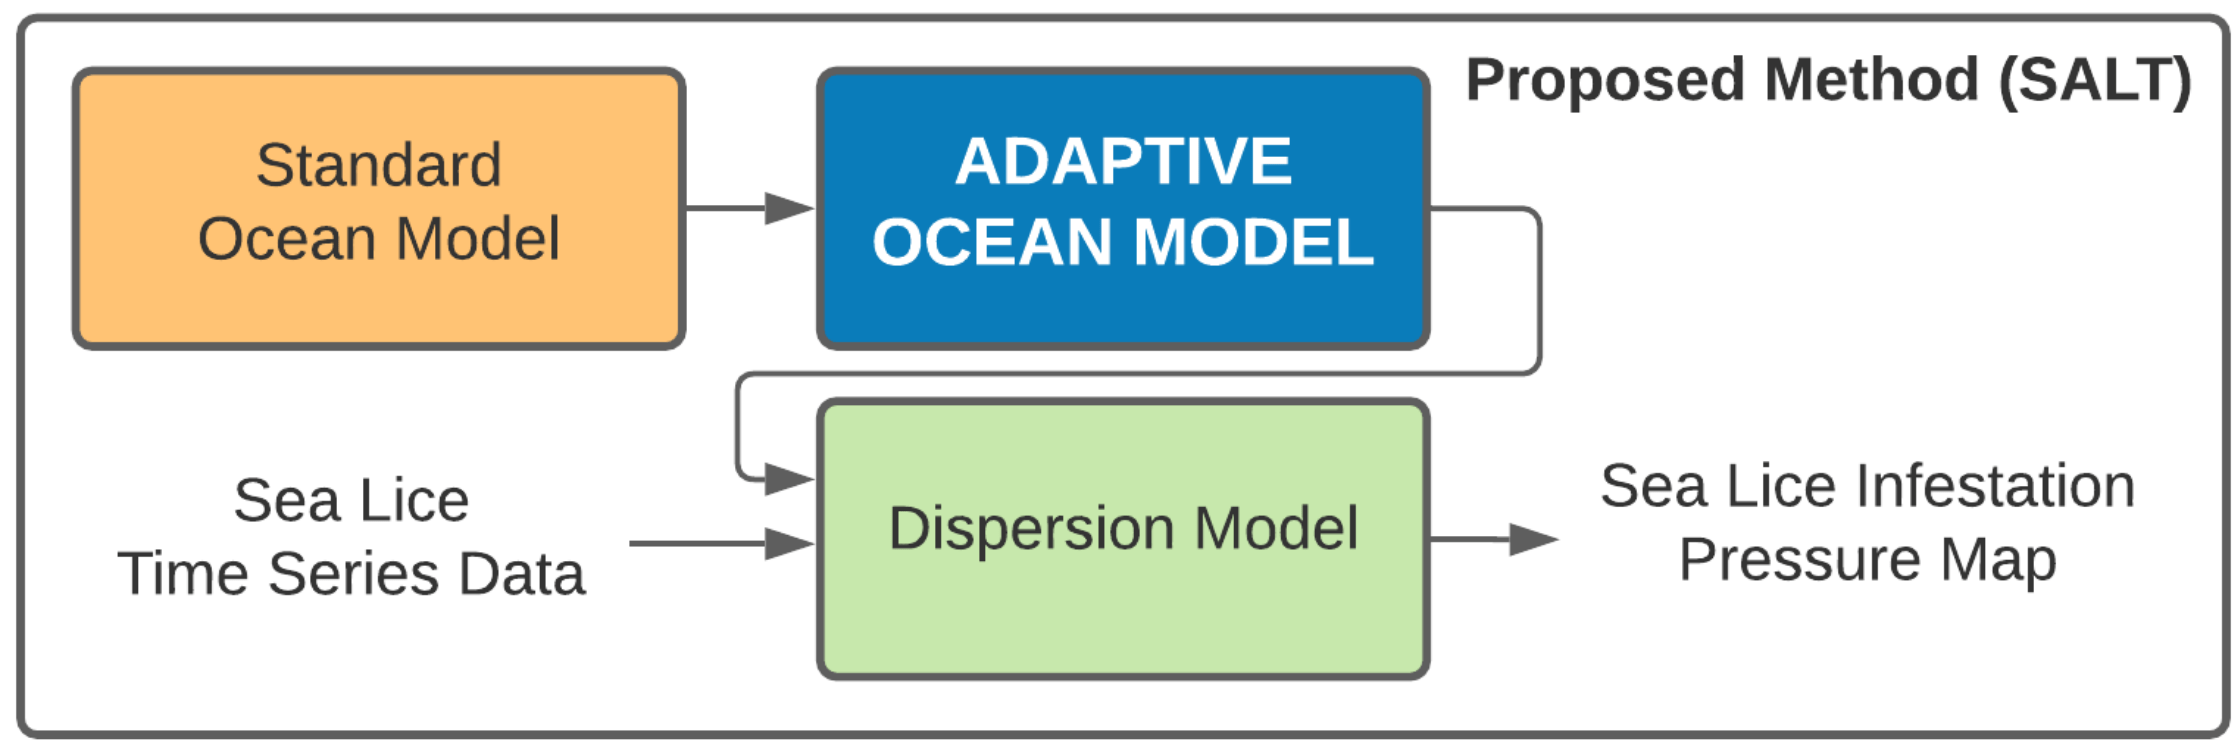 Proposed Method (SALT)
Standard
Ocean Model
ADAPTIVE
OCEAN MODEL
Sea Lice
Time Series Data
Dispersion Model
Sea Lice Infestation
Pressure Map